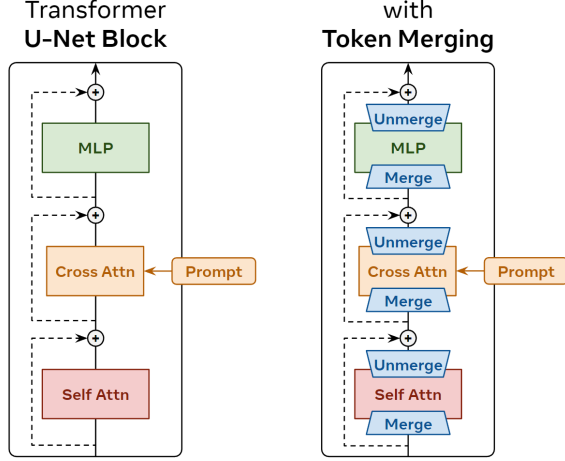 Transformer
U-Net Block
+
MLP
+
Cross Attn
Prompt
+
Self Attn
with
Token Merging
+
Unmerge
MLP
Merge
+
Unmerge
Cross Attn
Prompt
Merge
+
Unmerge
Self Attn
Merge